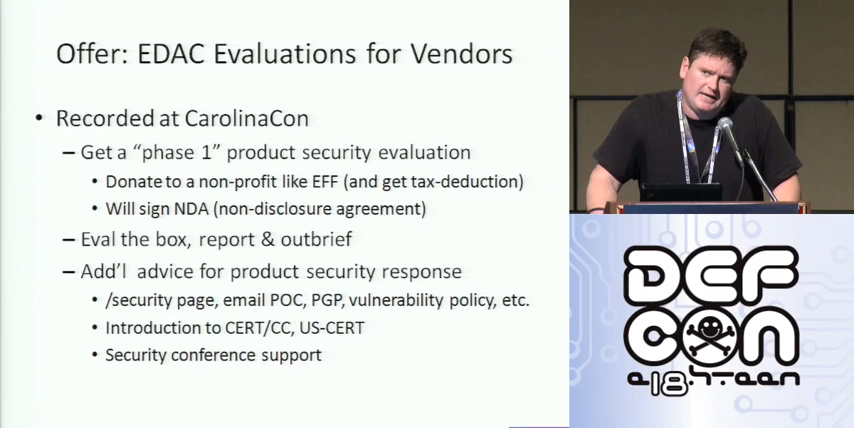 Offer: EDAC Evaluations for Vendors
• Recorded at CarolinaCon
– Get a “phase 1” product security evaluation
• Donate to a non-profit like EFF (and get tax-deduction)
• Will sign NDA (non-disclosure agreement)
– Eval the box, report & outbrief
– Add’l advice for product security response
• /security page, email POC, PGP, vulnerability policy, etc.
• Introduction to CERT/CC, US-CERT
• Security conference support
DEF
CON
e18hteen